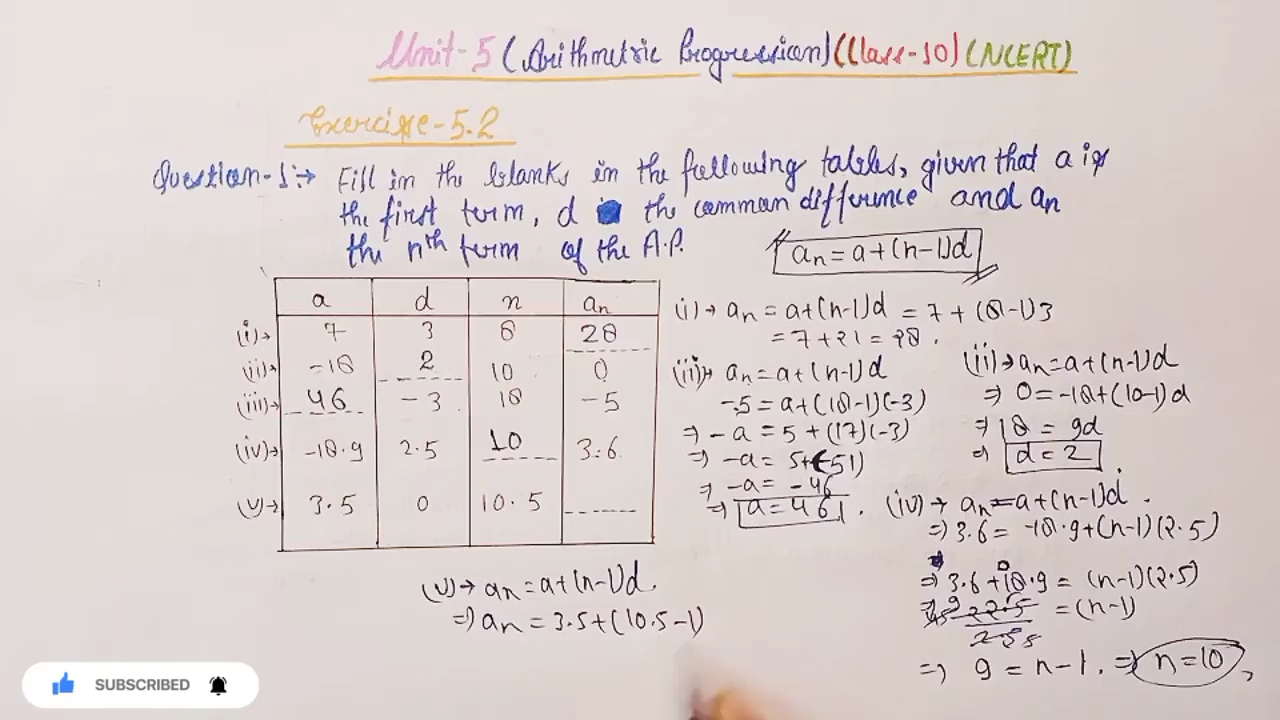 Unit-5 (Arithmetric Progression) (Class-10) (NCERT)
Exercise-5.2
Question-1:→ Fill in the blanks in the following tables, given that a is
the first term, d the common difference and an
the nth term of the A.P.
an = a+(n-1)d
a d n an
(i)→ 7 3 8 28
(ii)→ -18 2 10 0
(iii)→ 46 -3 18 -5
(iv)→ -18.9 2.5 10 3.6
(v)→ 3.5 0 10.5 ------
(i)→ an = a+(n-1)d = 7+(8-1)3
= 7+21 = 28.
(iii)→ an = a+(n-1)d
-5 = a+(18-1)(-3)
⇒ -a = 5+(17)(-3)
⇒ -a = 5+(-51)
⇒ -a = -46
⇒ a = 46.
(ii)→ an = a+(n-1)d
⇒ 0 = -18+(10-1)d
⇒ 18 = 9d
⇒ d = 2.
(iv)→ an = a+(n-1)d.
⇒ 3.6 = -18.9+(n-1)(2.5)
⇒ 3.6+18.9 = (n-1)(2.5)
⇒ 22.5 = (n-1)
2.5
⇒ 9 = n-1. ⇒ n=10,
(v)→ an = a+(n-1)d.
⇒ an = 3.5+(10.5-1)
SUBSCRIBED